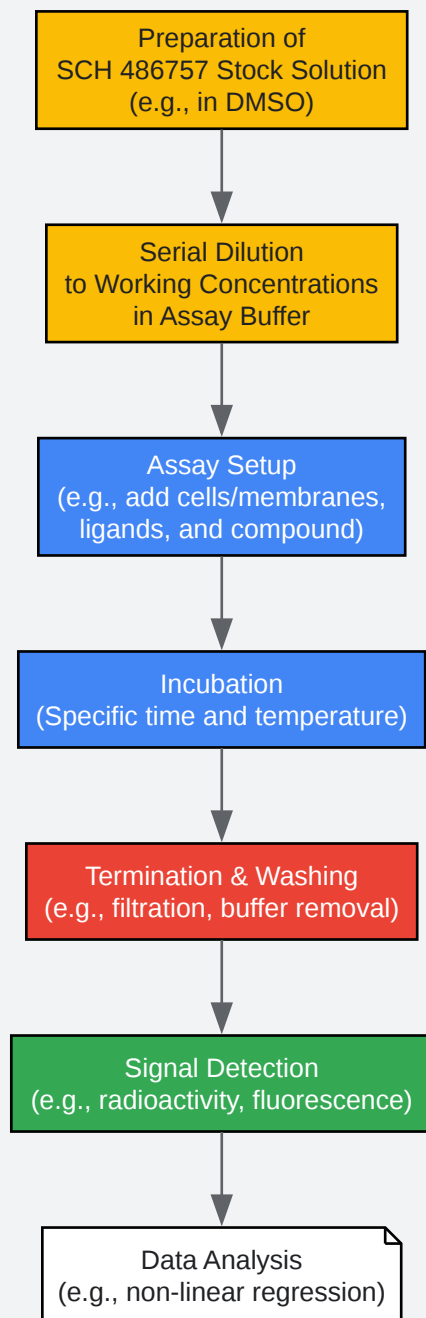 Preparation of
SCH 486757 Stock Solution
(e.g., in DMSO)
Serial Dilution
to Working Concentrations
in Assay Buffer
Assay Setup
(e.g., add cells/membranes,
ligands, and compound)
Incubation
(Specific time and temperature)
Termination & Washing
(e.g., filtration, buffer removal)
Signal Detection
(e.g., radioactivity, fluorescence)
Data Analysis
(e.g., non-linear regression)